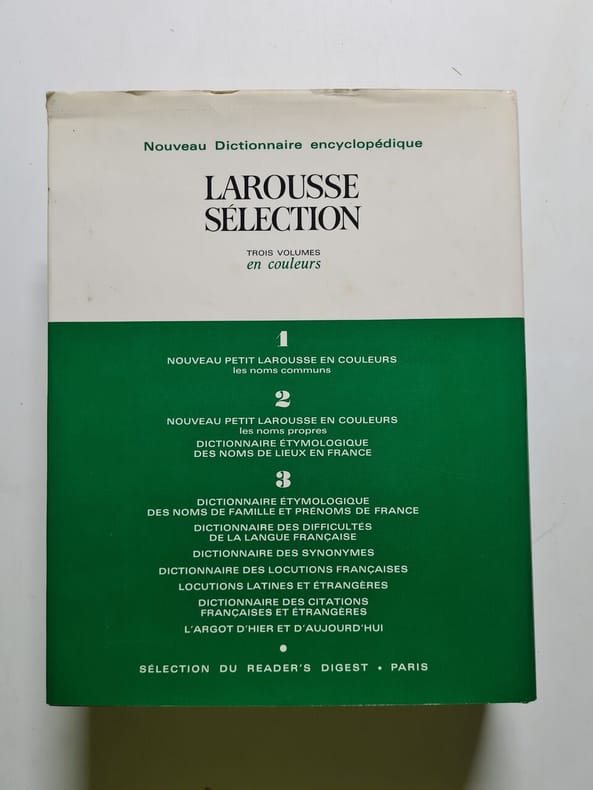 Nouveau Dictionnaire encyclopédique
LAROUSSE
SÉLECTION
TROIS VOLUMES
en couleurs
1
NOUVEAU PETIT LAROUSSE EN COULEURS
les noms communs
2
NOUVEAU PETIT LAROUSSE EN COULEURS
les noms propres
DICTIONNAIRE ÉTYMOLOGIQUE
DES NOMS DE LIEUX EN FRANCE
3
DICTIONNAIRE ÉTYMOLOGIQUE
DES NOMS DE FAMILLE ET PRÉNOMS DE FRANCE
DICTIONNAIRE DES DIFFICULTÉS
DE LA LANGUE FRANÇAISE
DICTIONNAIRE DES SYNONYMES
DICTIONNAIRE DES LOCUTIONS FRANÇAISES
LOCUTIONS LATINES ET ÉTRANGÈRES
DICTIONNAIRE DES CITATIONS
FRANÇAISES ET ÉTRANGÈRES
L'ARGOT D'HIER ET D'AUJOURD'HUI
SÉLECTION DU READER'S DIGEST • PARIS